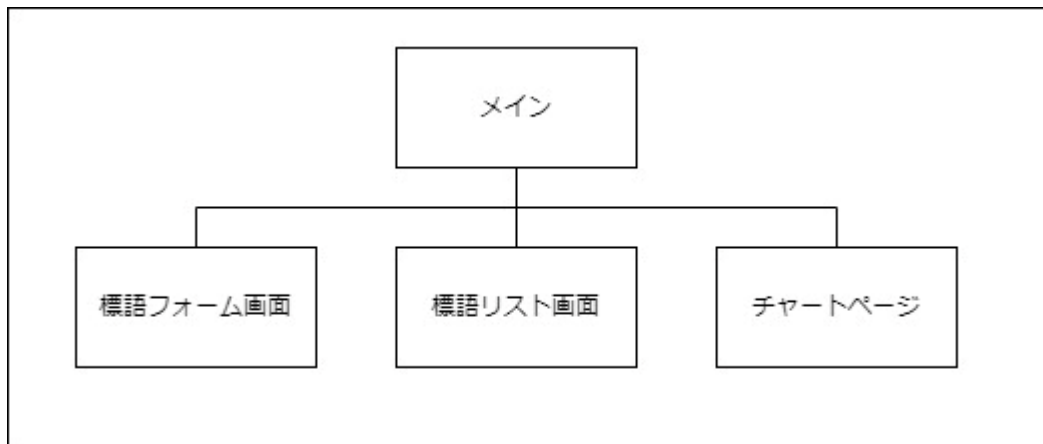 メイン
標語フォーム画面
標語リスト画面
チャートページ